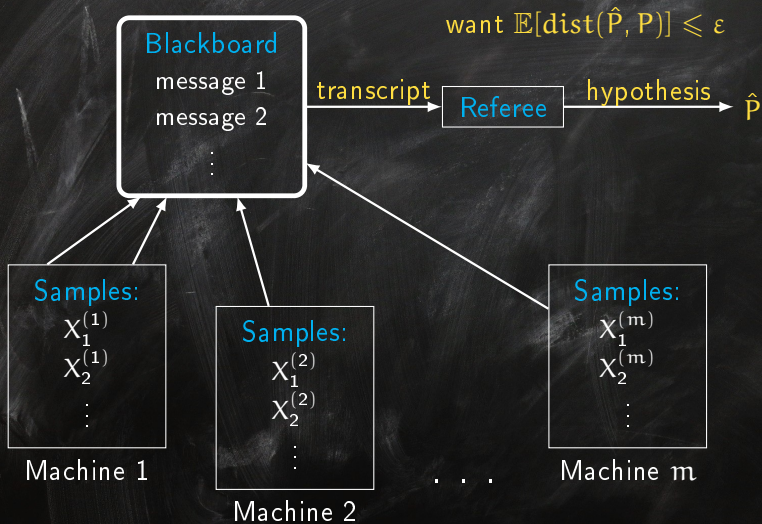 want 𝔼[dist(P̂, P)] ⩽ ε
Blackboard
message 1
message 2
⋮
transcript
Referee
hypothesis
P̂
Samples:
X₁⁽¹⁾
X₂⁽¹⁾
⋮
Machine 1
Samples:
X₁⁽²⁾
X₂⁽²⁾
⋮
Machine 2
. . .
Samples:
X₁⁽ᵐ⁾
X₂⁽ᵐ⁾
⋮
Machine m